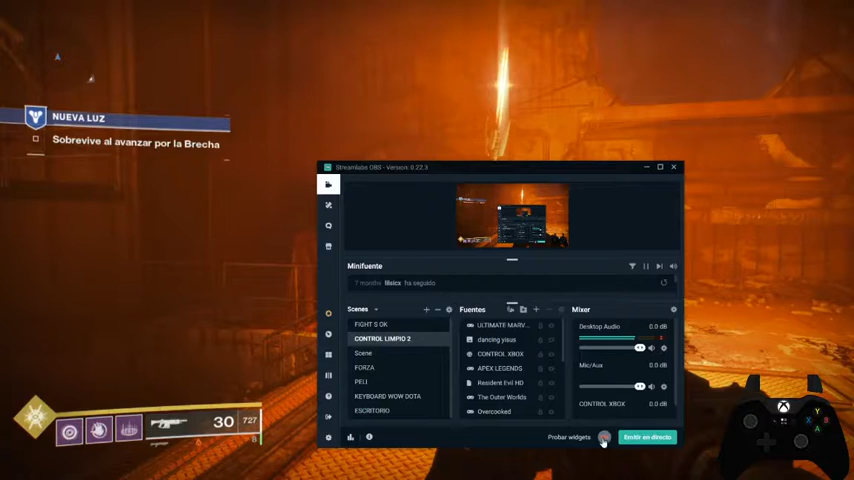 NUEVA LUZ
Sobrevive al avanzar por la Brecha
Streamlabs OBS - Version: 0.22.3
Minifuente
7 months lilsicx ha seguido
Scenes
FIGHT S OK
CONTROL LIMPIO 2
Scene
FORZA
PELI
KEYBOARD WOW DOTA
ESCRITORIO
Fuentes
ULTIMATE MARV...
dancing yisus
CONTROL XBOX
APEX LEGENDS
Resident Evil HD
The Outer Worlds
Overcooked
Mixer
Desktop Audio 0.0 dB
Mic/Aux 0.0 dB
CONTROL XBOX 0.0 dB
Probar widgets
Emitir en directo
30 727
Y
X B
A